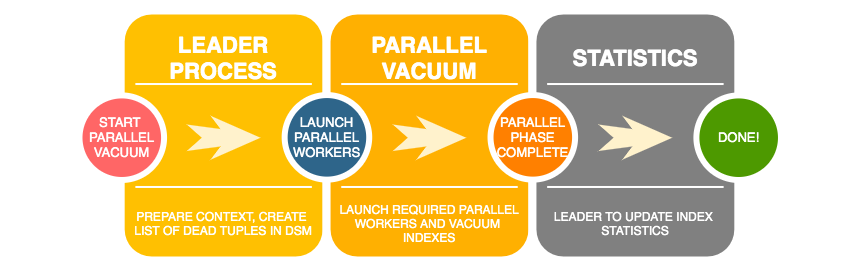 LEADER
PROCESS
PARALLEL
VACUUM
STATISTICS
START
PARALLEL
VACUUM
LAUNCH
PARALLEL
WORKERS
PARALLEL
PHASE
COMPLETE
DONE!
PREPARE CONTEXT, CREATE
LIST OF DEAD TUPLES IN DSM
LAUNCH REQUIRED PARALLEL
WORKERS AND VACUUM
INDEXES
LEADER TO UPDATE INDEX
STATISTICS